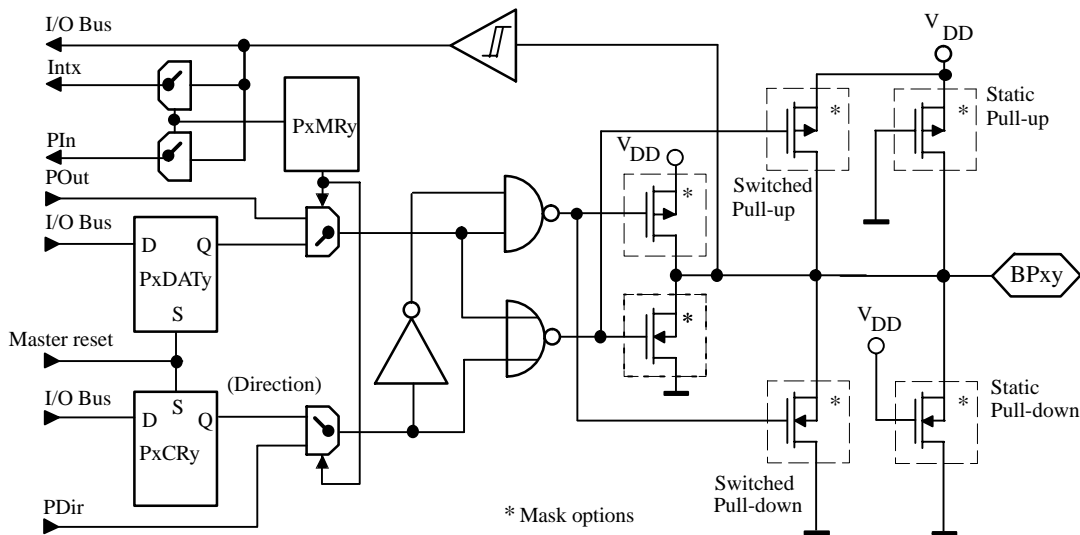 I/O Bus
V
DD
Intx
*
*
Static
Pull-up
PxMRy
PIn
V
DD
POut
*
Switched
Pull-up
I/O Bus
D
Q
PxDATy
BPxy
S
*
V
DD
Master reset
I/O Bus
(Direction)
S
D
Q
*
*
Static
Pull-down
PxCRy
Switched
Pull-down
PDir
* Mask options